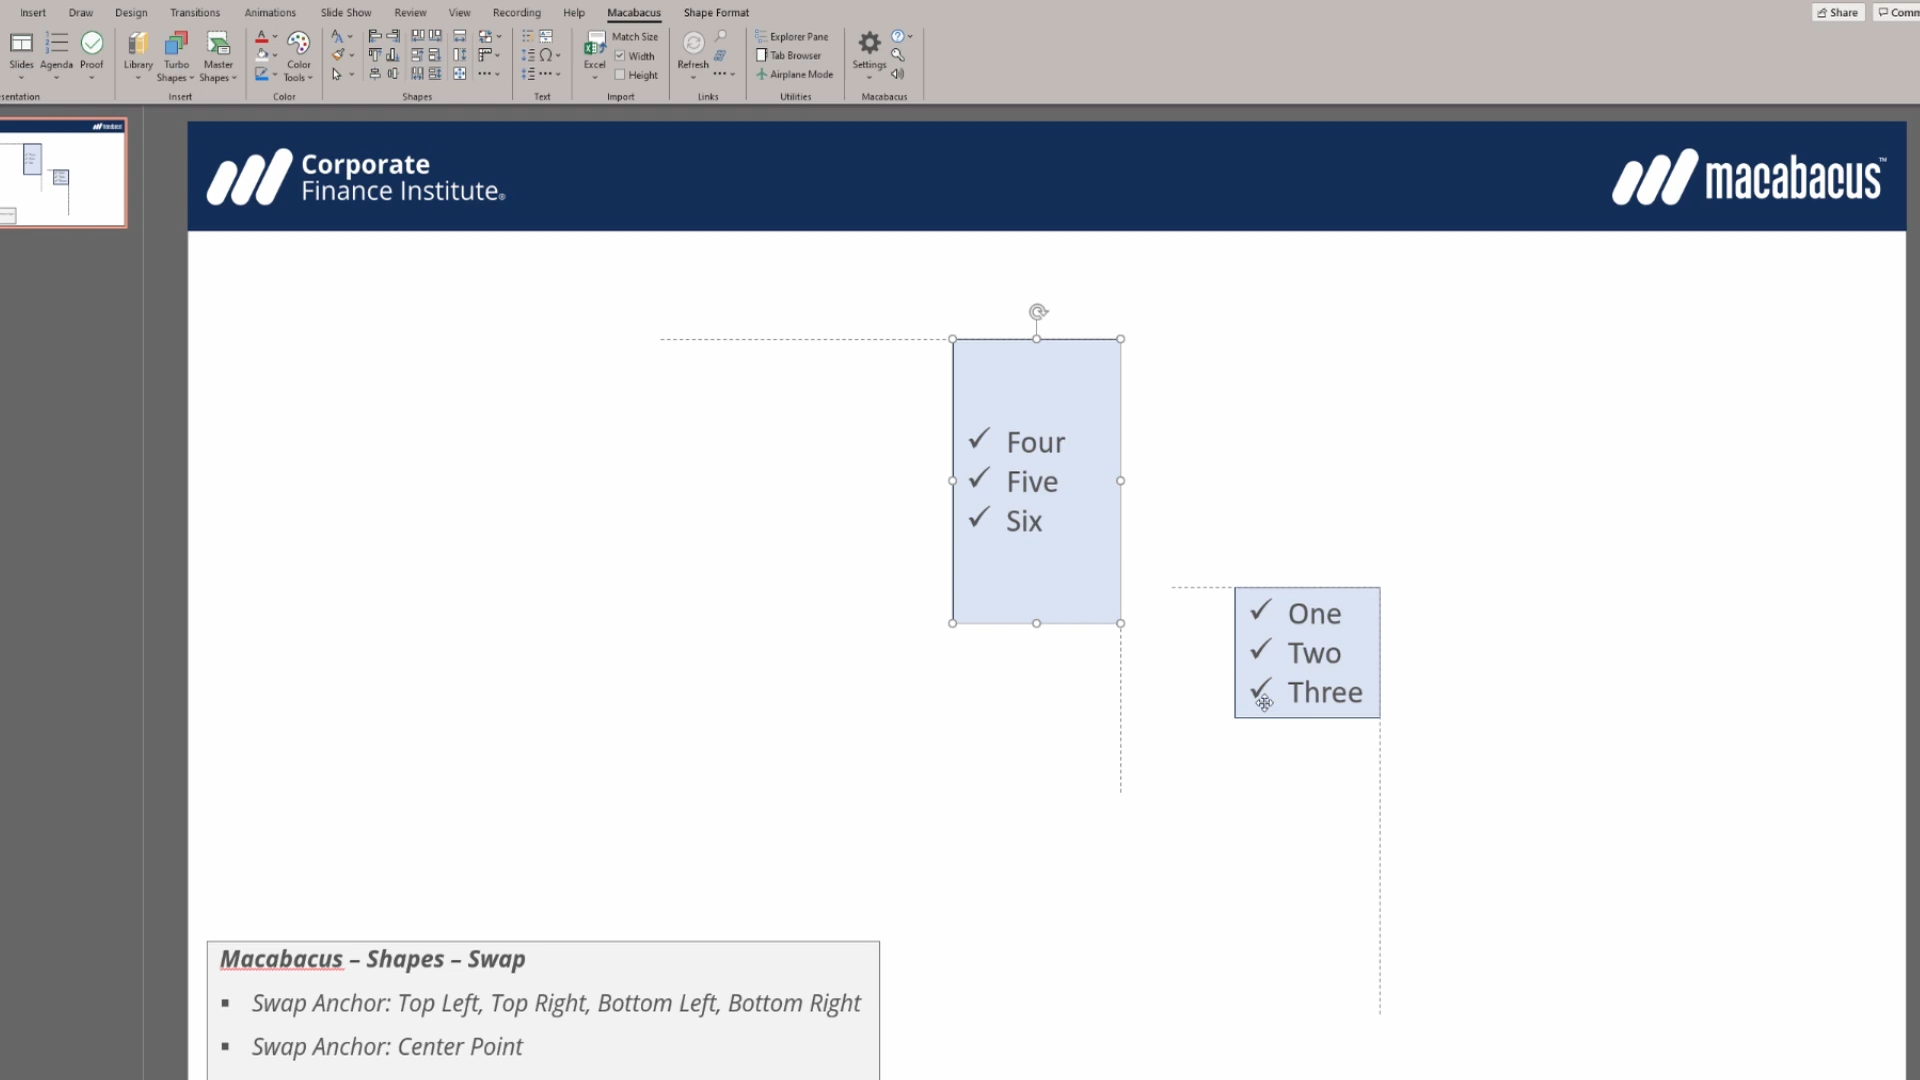 Insert Draw Design Transitions Animations Slide Show Review View Recording Help Macabacus Shape Format Share Comm
Slides Agenda Proof Library Turbo Shapes Master Shapes Color Tools Excel Match Size Width Height Refresh Explorer Pane Tab Browser Airplane Mode Settings
sentation Insert Color Shapes Text Import Links Utilities Macabacus
Corporate
Finance Institute®
macabacus™
✓ Four
✓ Five
✓ Six
✓ One
✓ Two
✓ Three
Macabacus – Shapes – Swap
▪ Swap Anchor: Top Left, Top Right, Bottom Left, Bottom Right
▪ Swap Anchor: Center Point